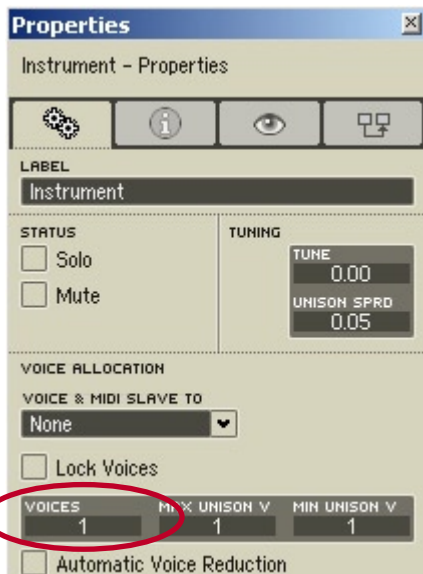 Properties
Instrument - Properties
LABEL
Instrument
STATUS
Solo
Mute
TUNING
TUNE
0.00
UNISON SPRD
0.05
VOICE ALLOCATION
VOICE & MIDI SLAVE TO
None
Lock Voices
VOICES MAX UNISON V MIN UNISON V
1 1 1
Automatic Voice Reduction